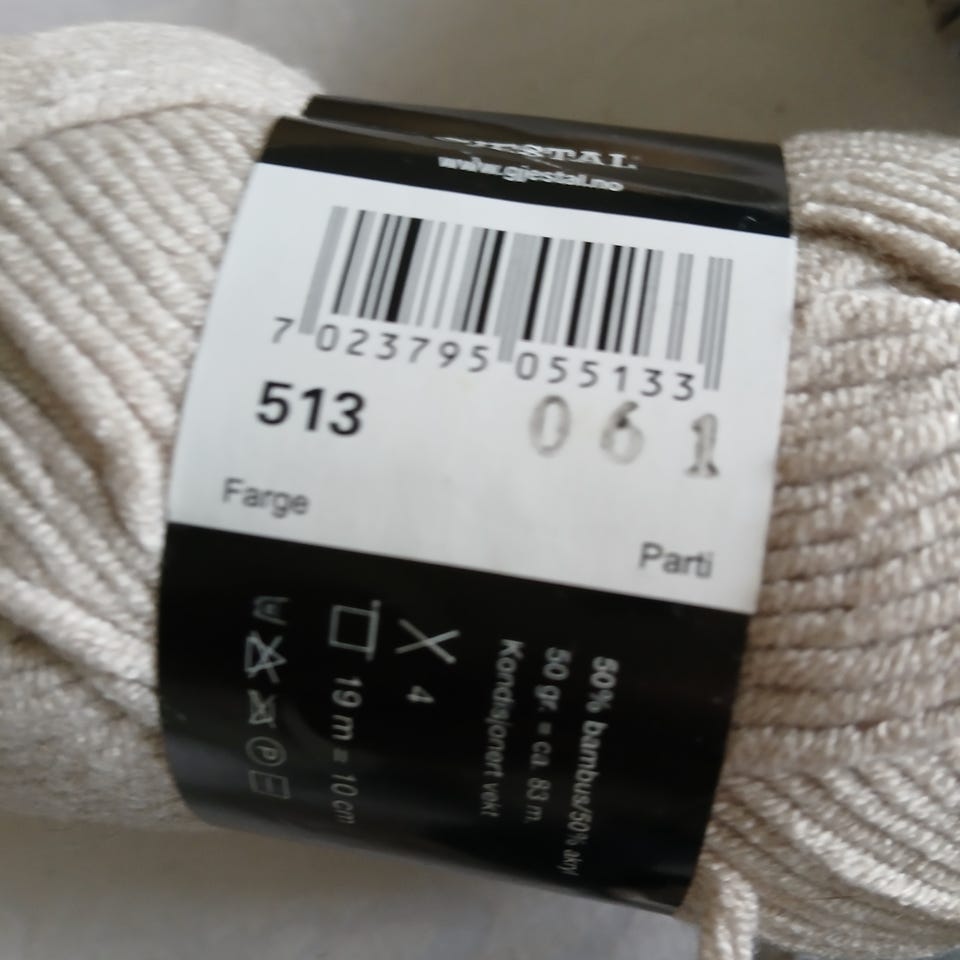 GJESTAL
www.gjestal.no
7 023795 055133
513
061
Farge
Parti
50% bambus/50% akryl
50 gr. = ca. 83 m.
Kondisjonert vekt
4
19 m = 10 cm
P